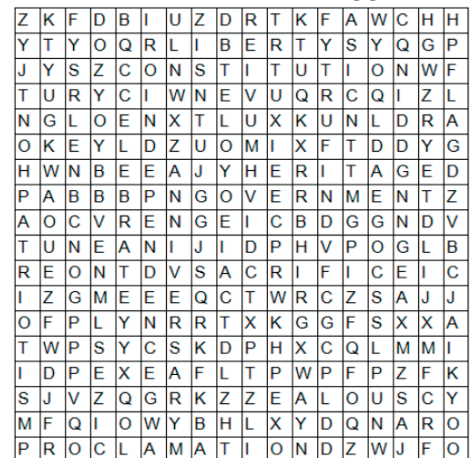 Z K F D B I U Z D R T K F A W C H H
Y T Y O Q R L I B E R T Y S Y Q G P
J Y S Z C O N S T I T U T I O N W F
T U R Y C I W N E V U Q R C Q I Z L
N G L O E N X T L U X K U N L D R A
O K E Y L D Z U O M I X F T D D Y G
H W N B E E A J Y H E R I T A G E D
P A B B B P N G O V E R N M E N T Z
A O C V R E N G E I C B D G G N D V
T U N E A N I J I D P H V P O G L B
R E O N T D V S A C R I F I C E I C
I Z G M E E E Q C T W R C Z S A J J
O F P L Y N R R T X K G G F S X X A
T W P S Y C S K D P H X C Q L M M I
I D P E X E A F L T P W P F P Z F K
S J V Z Q G R K Z Z E A L O U S C Y
M F Q I O W Y B H L X Y D Q N A R O
P R O C L A M A T I O N D Z W J F O